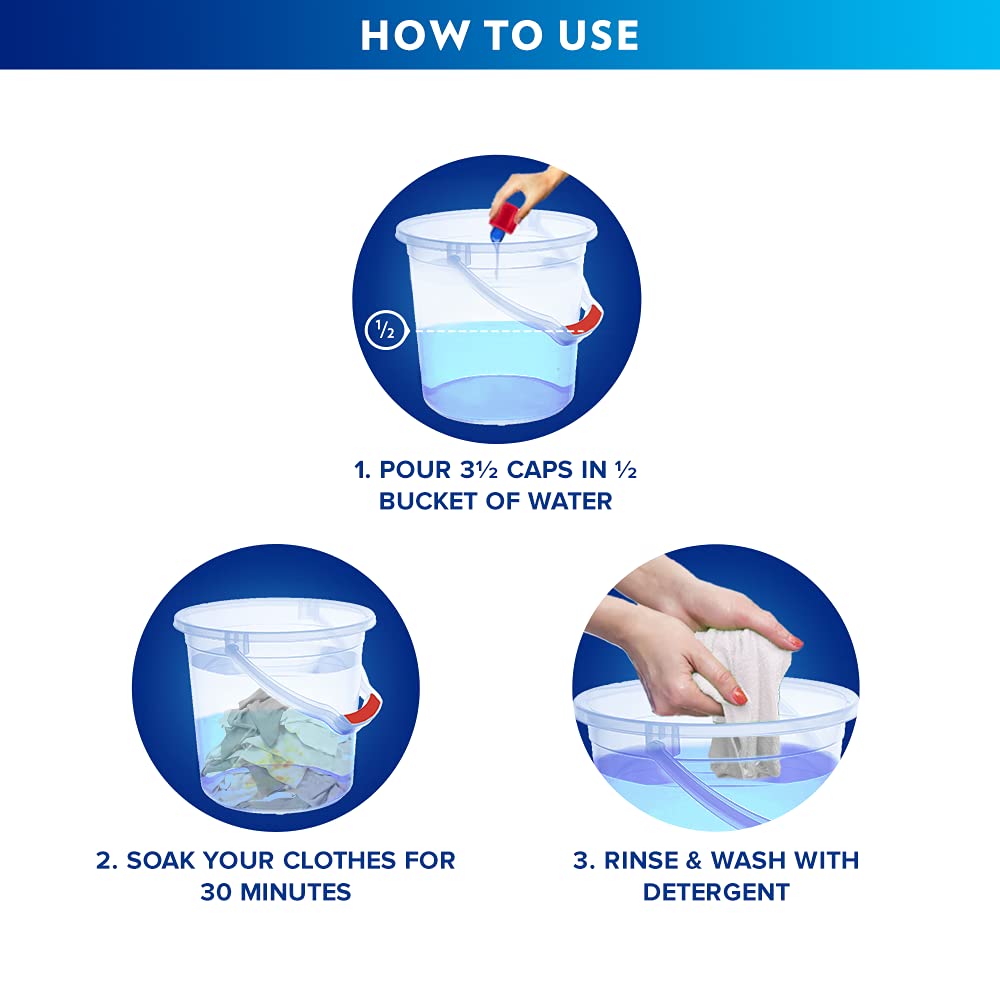 HOW TO USE
½
1. POUR 3½ CAPS IN ½
BUCKET OF WATER
2. SOAK YOUR CLOTHES FOR
30 MINUTES
3. RINSE & WASH WITH
DETERGENT